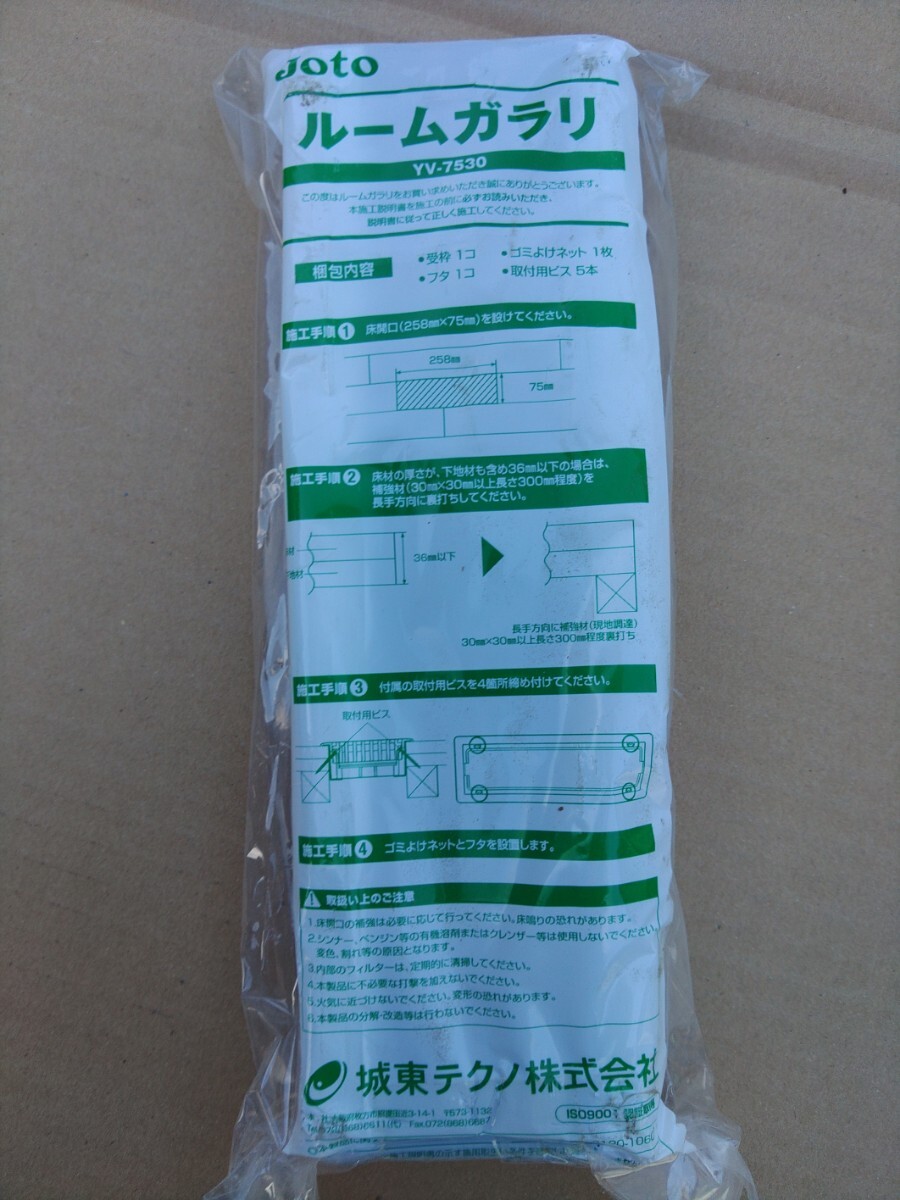 Joto
ルームガラリ
YV-7530
この度はルームガラリをお買い求めいただき誠にありがとうございます。
本施工説明書を施工の前に必ずお読みいただき、
説明書に従って正しく施工してください。
梱包内容
•受枠 1コ •ゴミよけネット 1枚
•フタ 1コ •取付用ビス 5本
施工手順① 床開口(258㎜×75㎜)を設けてください。
258㎜
75㎜
施工手順② 床材の厚さが、下地材も含め36㎜以下の場合は、
補強材(30㎜×30㎜以上長さ300㎜程度)を
長手方向に裏打ちしてください。
材
36㎜以下
地材
長手方向に補強材(現地調達)
30㎜×30㎜以上長さ300㎜程度裏打ち
施工手順③ 付属の取付用ビスを4箇所締め付けてください。
取付用ビス
施工手順④ ゴミよけネットとフタを設置します。
取扱い上のご注意
1.床開口の補強は必要に応じて行ってください。床鳴りの恐れがあります。
2.シンナー、ベンジン等の有機溶剤またはクレンザー等は使用しないでください。
変色、割れ等の原因となります。
3.内部のフィルターは、定期的に清掃してください。
4.本製品に不必要な打撃を加えないでください。
5.火気に近づけないでください。変形の恐れがあります。
6.本製品の分解・改造等は行わないでください。
城東テクノ株式会社
3-14-1 〒573-1132
ISO9001
6611(代) Fax.072(968)668